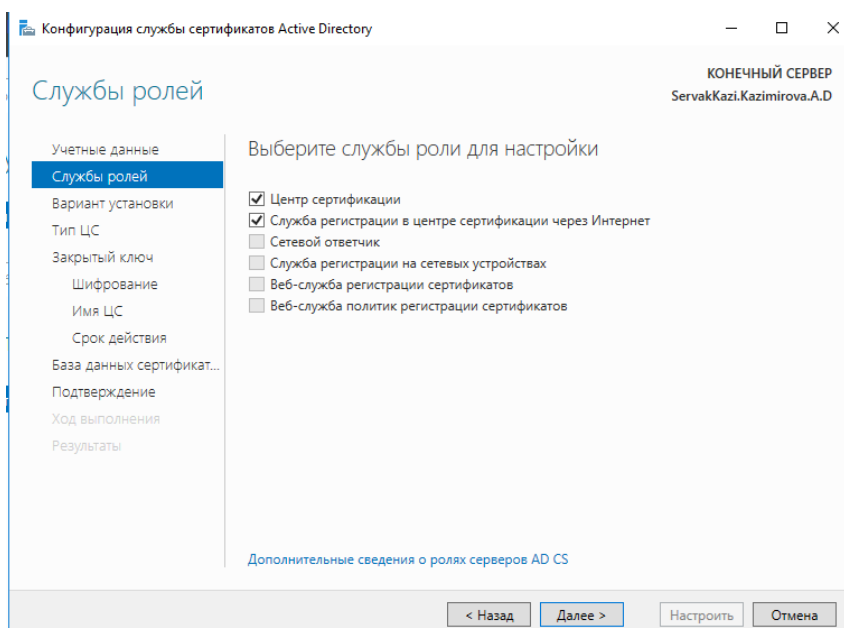 Конфигурация службы сертификатов Active Directory
Службы ролей
КОНЕЧНЫЙ СЕРВЕР
ServakKazi.Kazimirova.A.D
Учетные данные
Службы ролей
Вариант установки
Тип ЦС
Закрытый ключ
Шифрование
Имя ЦС
Срок действия
База данных сертификат...
Подтверждение
Ход выполнения
Результаты
Выберите службы роли для настройки
Центр сертификации
Служба регистрации в центре сертификации через Интернет
Сетевой ответчик
Служба регистрации на сетевых устройствах
Веб-служба регистрации сертификатов
Веб-служба политик регистрации сертификатов
Дополнительные сведения о ролях серверов AD CS
< Назад
Далее >
Настроить
Отмена